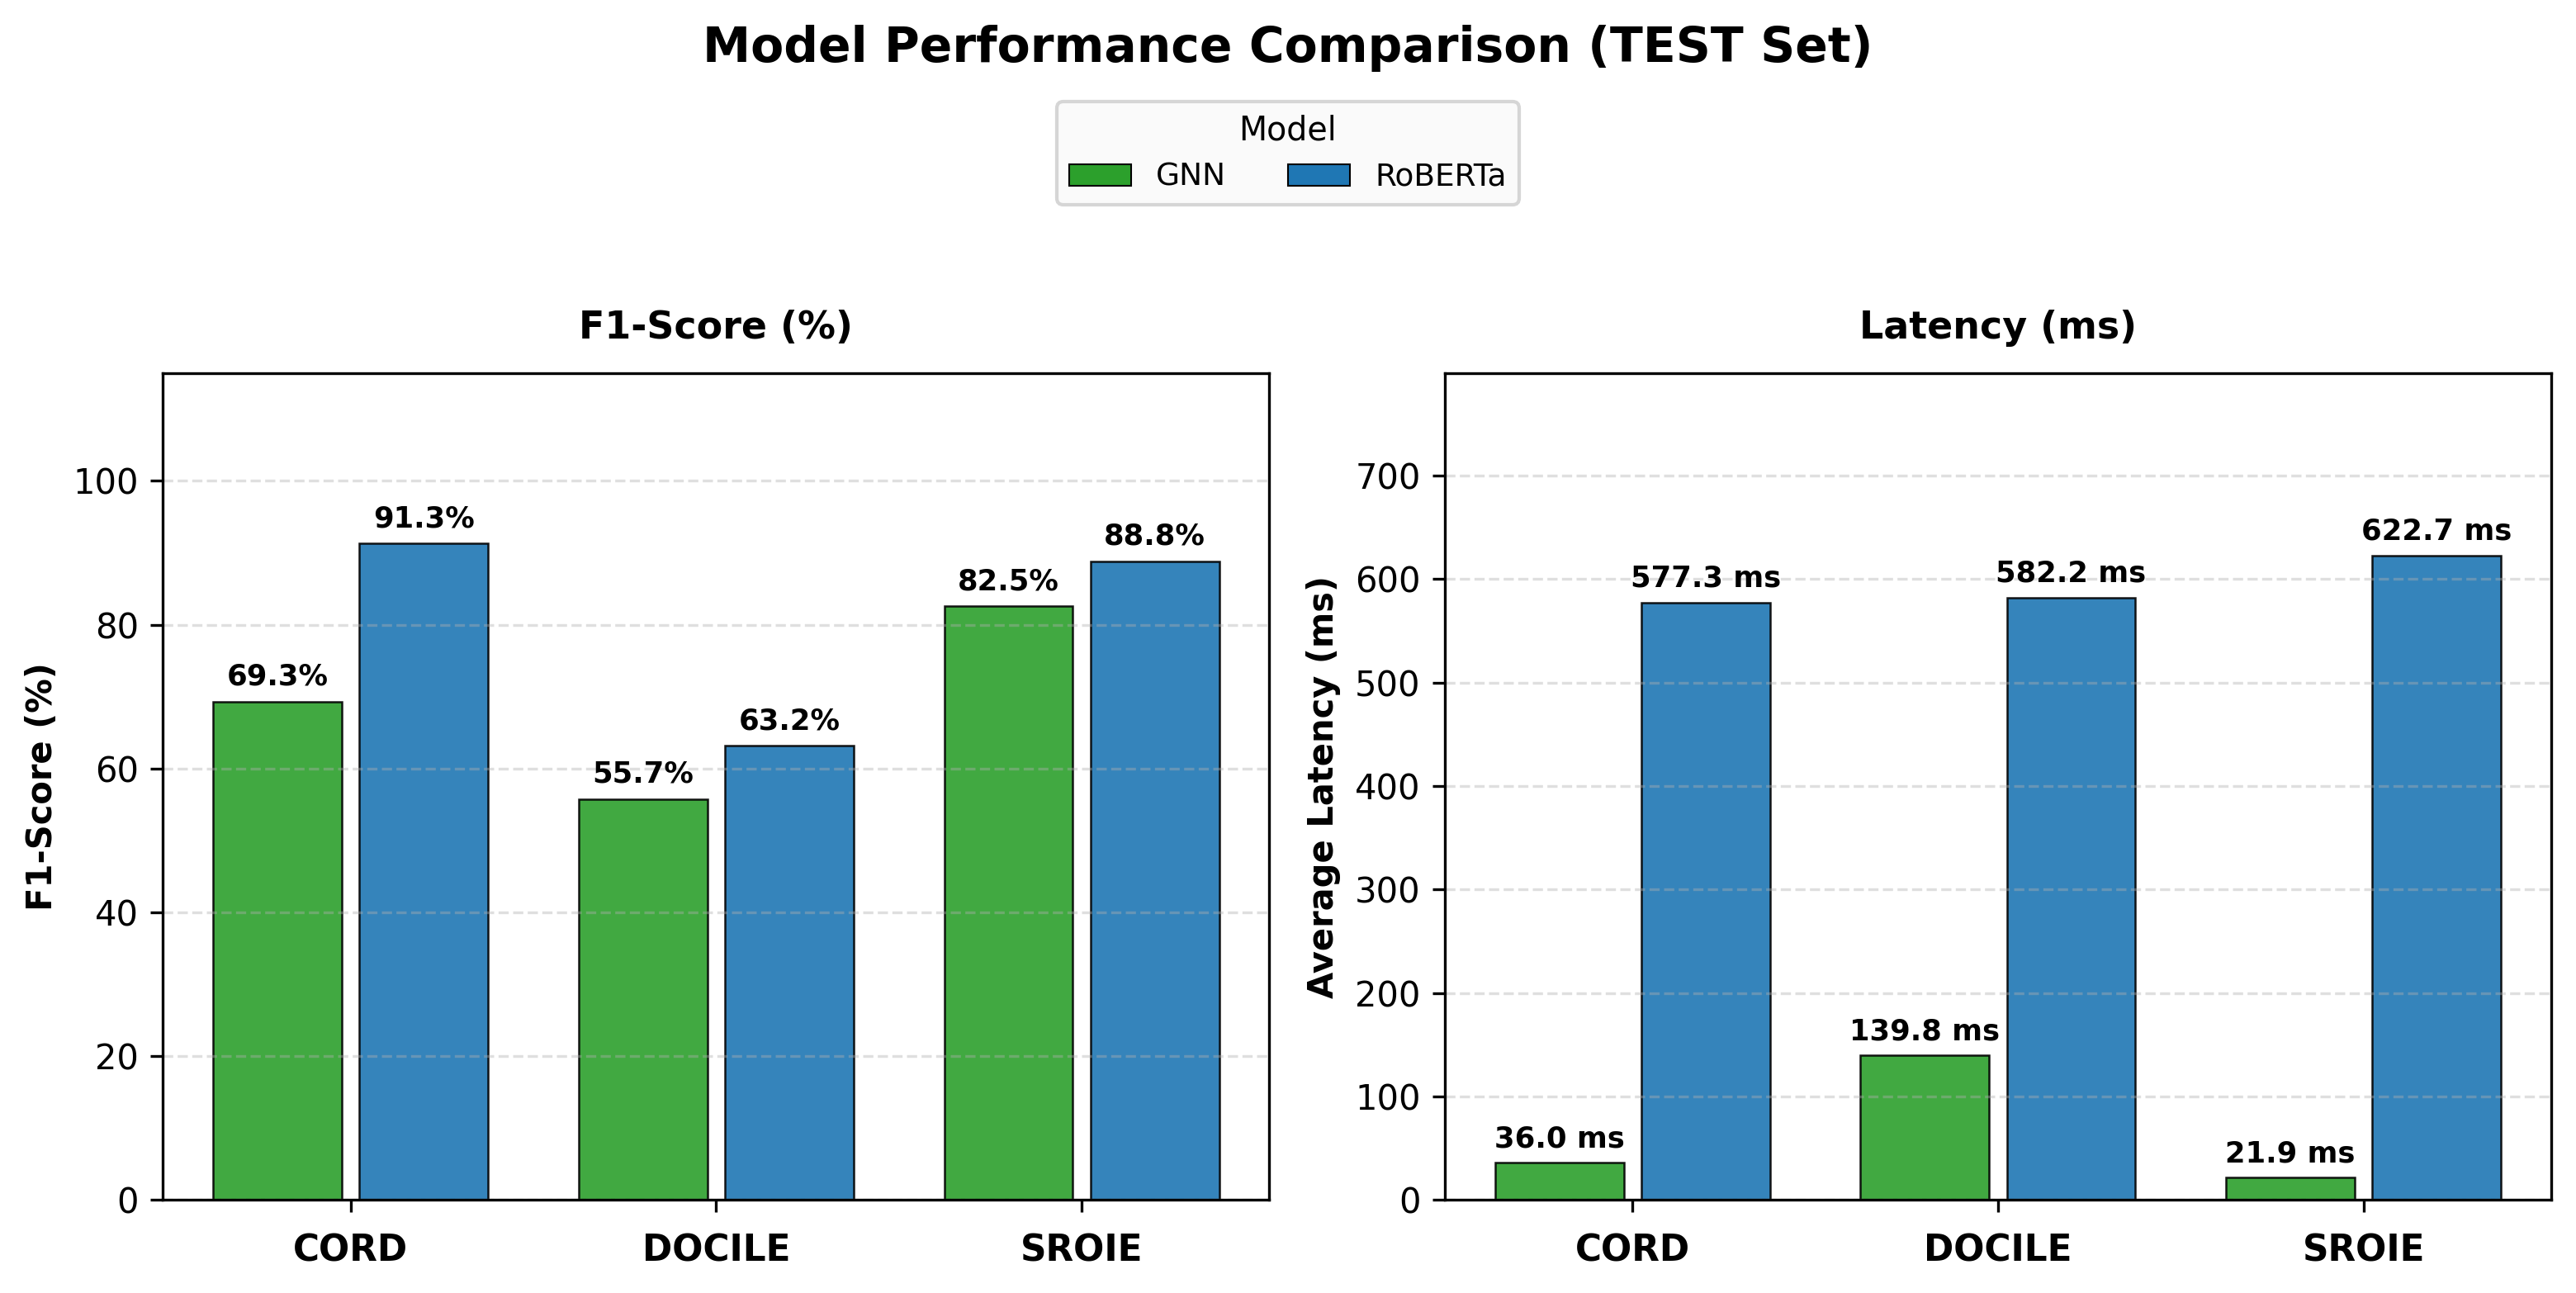 Model Performance Comparison (TEST Set)
Model
GNN RoBERTa
F1-Score (%)
F1-Score (%)
100
80
60
40
20
0
69.3%
91.3%
55.7%
63.2%
82.5%
88.8%
CORD DOCILE SROIE
Latency (ms)
Average Latency (ms)
700
600
500
400
300
200
100
0
36.0 ms
577.3 ms
139.8 ms
582.2 ms
21.9 ms
622.7 ms
CORD DOCILE SROIE